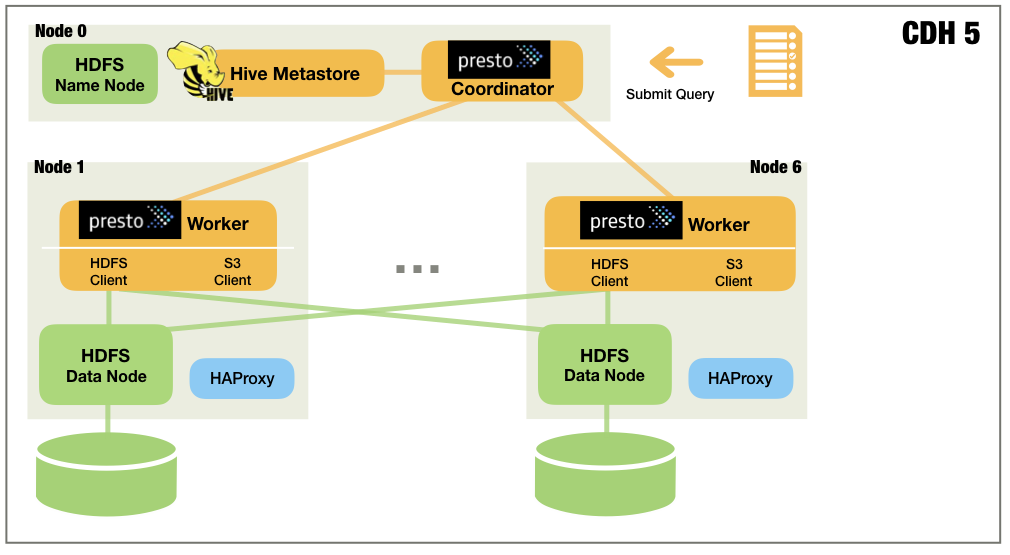 CDH 5
Node 0
HDFS
Name Node
HIVE
Hive Metastore
presto
Coordinator
Submit Query
Node 1
presto
Worker
HDFS
Client
S3
Client
HDFS
Data Node
HAProxy
...
Node 6
presto
Worker
HDFS
Client
S3
Client
HDFS
Data Node
HAProxy